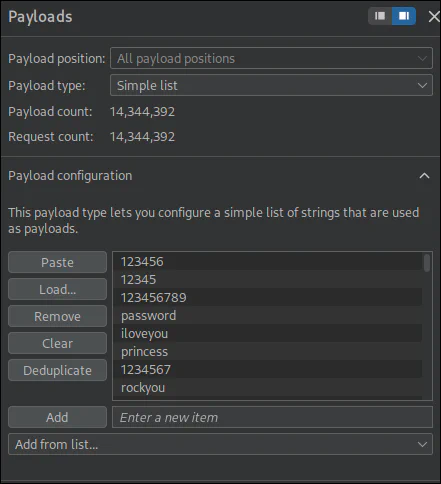 Payloads
Payload position: All payload positions
Payload type: Simple list
Payload count: 14,344,392
Request count: 14,344,392
Payload configuration
This payload type lets you configure a simple list of strings that are used
as payloads.
Paste
Load...
Remove
Clear
Deduplicate
123456
12345
123456789
password
iloveyou
princess
1234567
rockyou
Add
Enter a new item
Add from list...